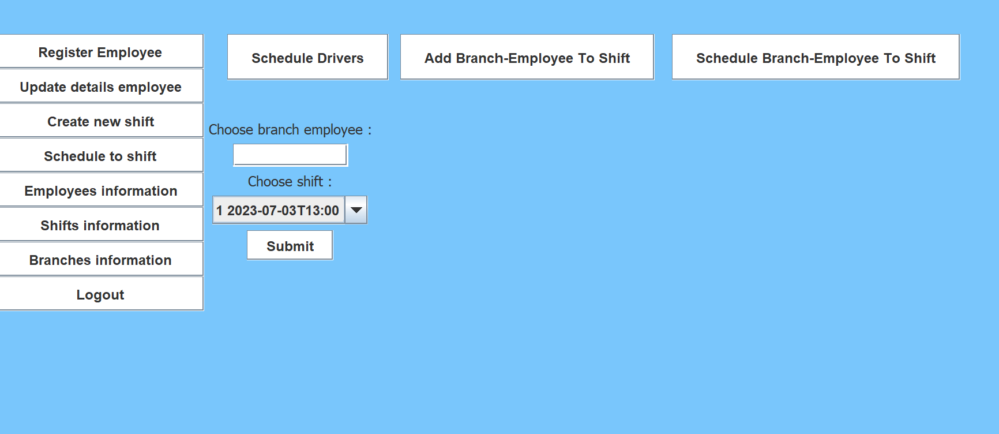 Register Employee
Update details employee
Create new shift
Schedule to shift
Employees information
Shifts information
Branches information
Logout
Schedule Drivers
Add Branch-Employee To Shift
Schedule Branch-Employee To Shift
Choose branch employee :
Choose shift :
1 2023-07-03T13:00
Submit